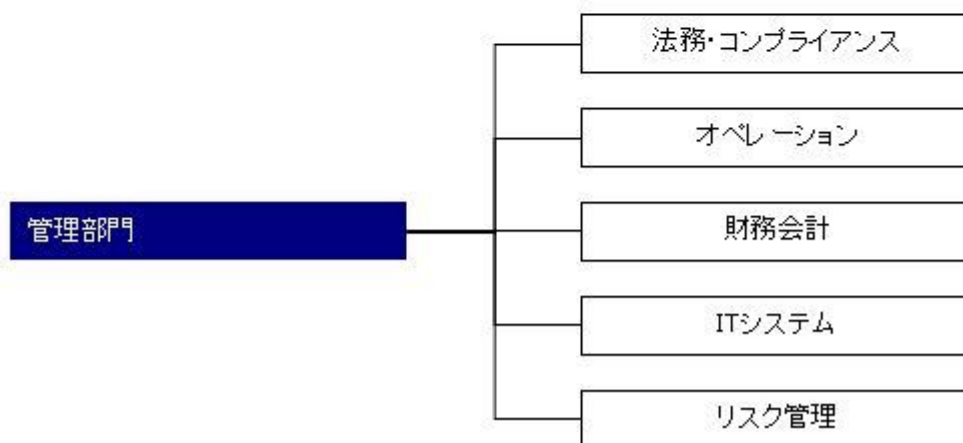 法務・コンプライアンス
オペレーション
管理部門
財務会計
ITシステム
リスク管理